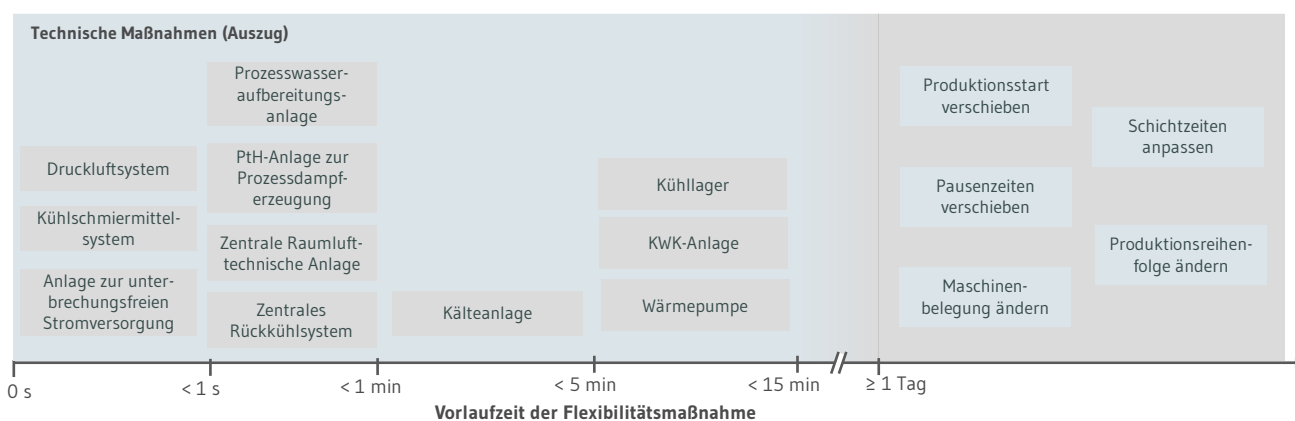 Technische Maßnahmen (Auszug)
Druckluftsystem
Kühlschmiermittel-
system
Anlage zur unter-
brechungsfreien
Stromversorgung
Prozesswasser-
aufbereitungs-
anlage
PtH-Anlage zur
Prozessdampf-
erzeugung
Zentrale Raumluft-
technische Anlage
Zentrales
Rückkühlsystem
Kälteanlage
Kühllager
KWK-Anlage
Wärmepumpe
Produktionsstart
verschieben
Pausenzeiten
verschieben
Maschinen-
belegung ändern
Schichtzeiten
anpassen
Produktionsreihen-
folge ändern
0 s
< 1 s
< 1 min
< 5 min
< 15 min
≥ 1 Tag
Vorlaufzeit der Flexibilitätsmaßnahme